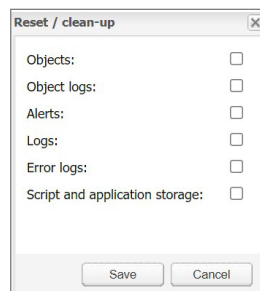 Reset / clean-up
Objects:
Object logs:
Alerts:
Logs:
Error logs:
Script and application storage:
Save Cancel